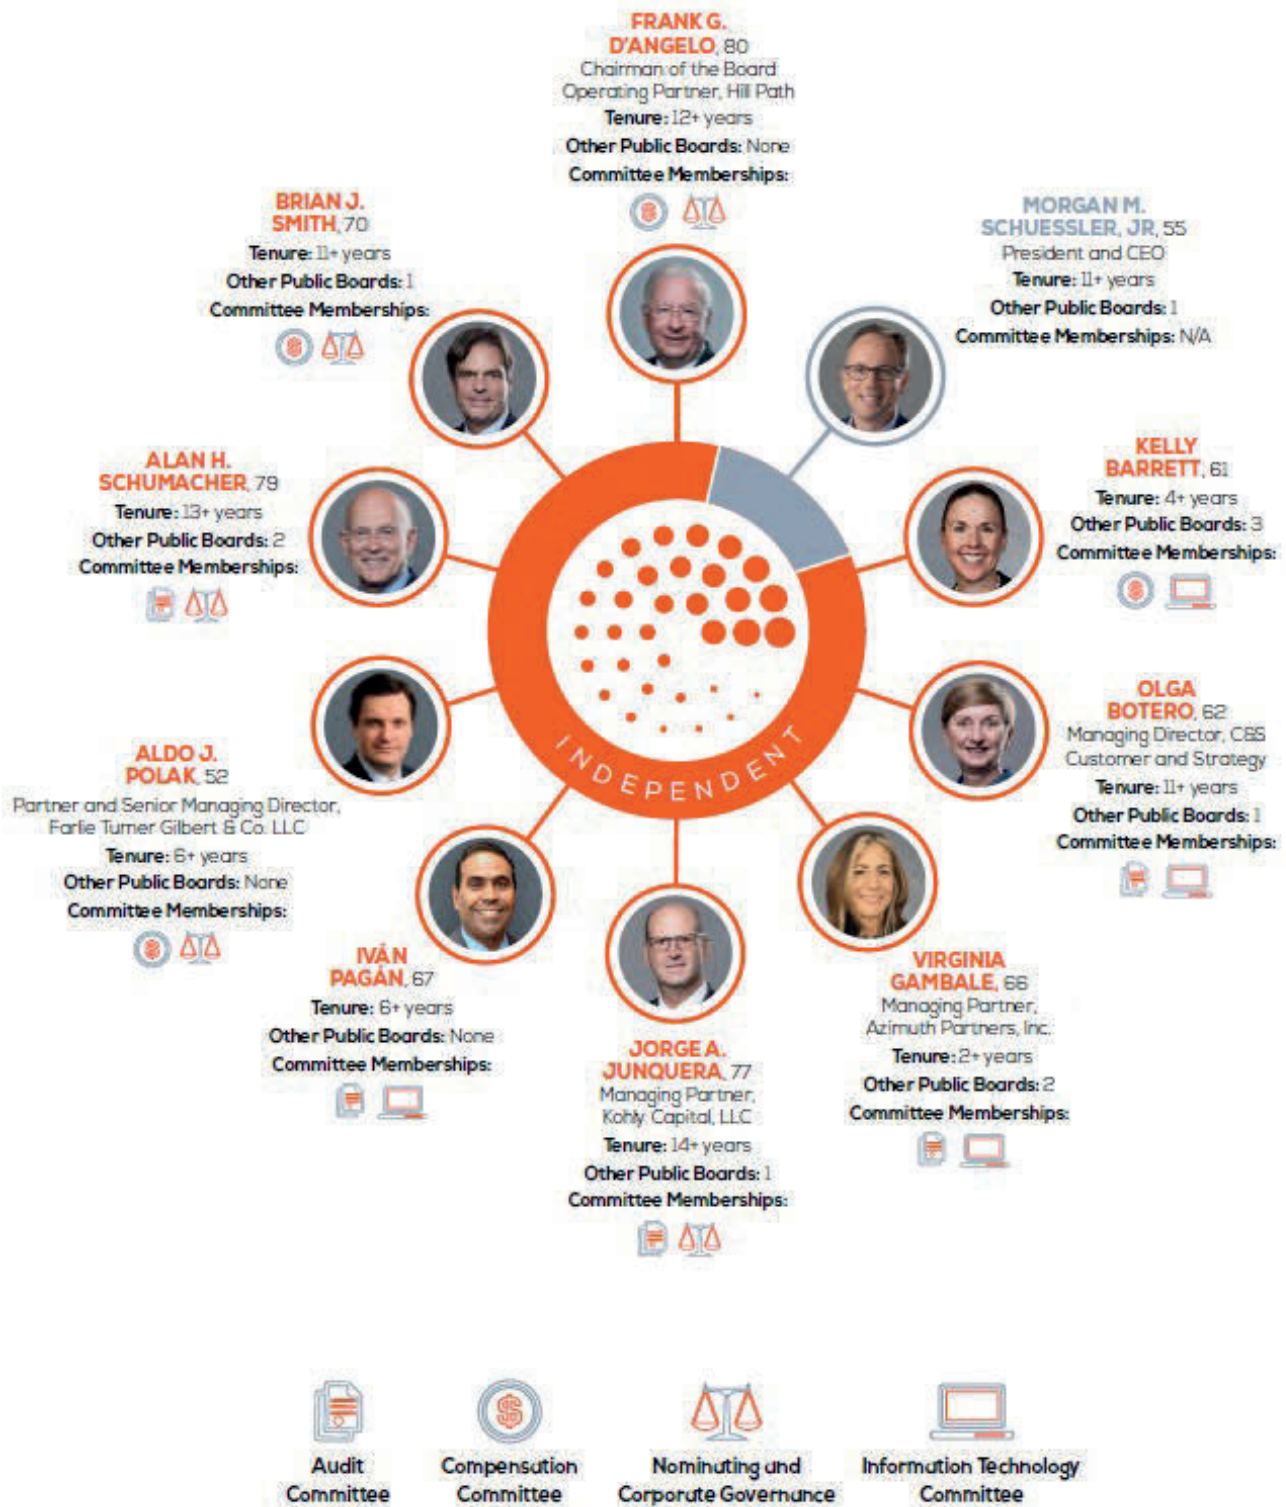 FRANK G.
D'ANGELO, 80
Chairman of the Board
Operating Partner, Hill Path
Tenure: 12+ years
Other Public Boards: None
Committee Memberships:
BRIAN J.
SMITH, 70
Tenure: 11+ years
Other Public Boards: 1
Committee Memberships:
MORGAN M.
SCHUESSLER, JR, 55
President and CEO
Tenure: 11+ years
Other Public Boards: 1
Committee Memberships: N/A
ALAN H.
SCHUMACHER, 79
Tenure: 13+ years
Other Public Boards: 2
Committee Memberships:
KELLY
BARRETT, 61
Tenure: 4+ years
Other Public Boards: 3
Committee Memberships:
OLGA
BOTERO, 62
Managing Director, C&S
Customer and Strategy
Tenure: 11+ years
Other Public Boards: 1
Committee Memberships:
INDEPENDENT
ALDO J.
POLAK, 52
Partner and Senior Managing Director,
Farlie Turner Gilbert & Co. LLC
Tenure: 6+ years
Other Public Boards: None
Committee Memberships:
IVÁN
PAGÁN, 67
Tenure: 6+ years
Other Public Boards: None
Committee Memberships:
JORGE A.
JUNQUERA, 77
Managing Partner,
Kohly Capital, LLC
Tenure: 14+ years
Other Public Boards: 1
Committee Memberships:
VIRGINIA
GAMBALE, 66
Managing Partner,
Azimuth Partners, Inc.
Tenure: 2+ years
Other Public Boards: 2
Committee Memberships:
Audit
Committee
Compensation
Committee
Nominating and
Corporate Governance
Information Technology
Committee